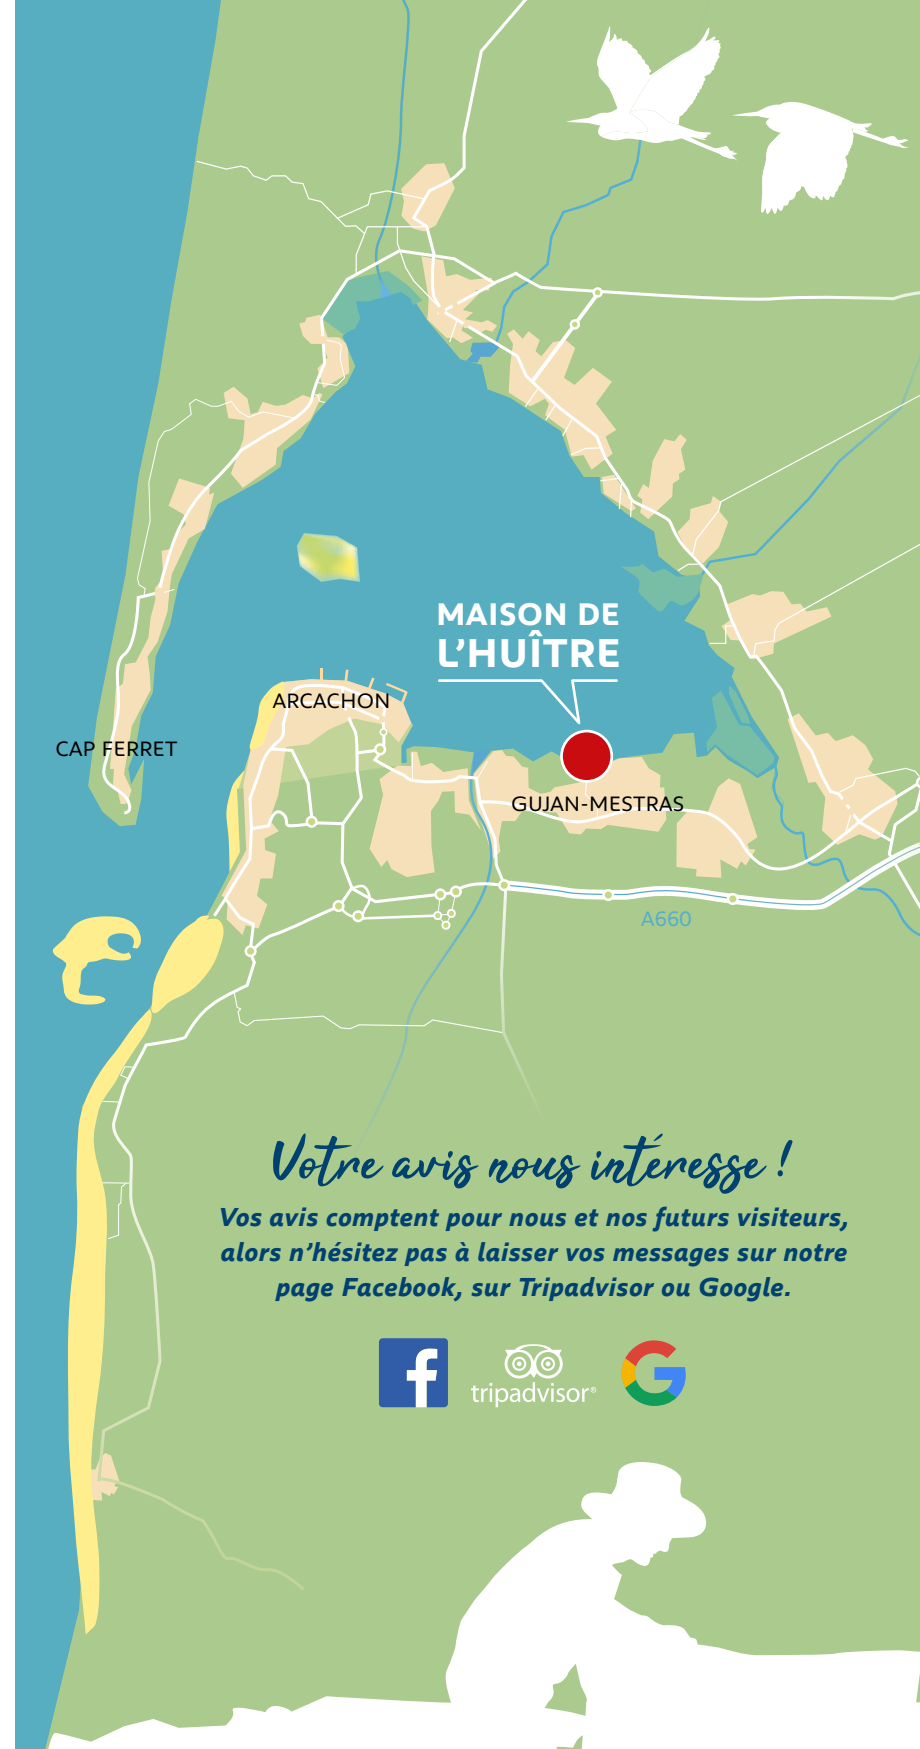 MAISON DE
L'HUÎTRE
ARCACHON
CAP FERRET
GUJAN-MESTRAS
A660
Votre avis nous intéresse !
Vos avis comptent pour nous et nos futurs visiteurs,
alors n'hésitez pas à laisser vos messages sur notre
page Facebook, sur Tripadvisor ou Google.
f
tripadvisor®
G